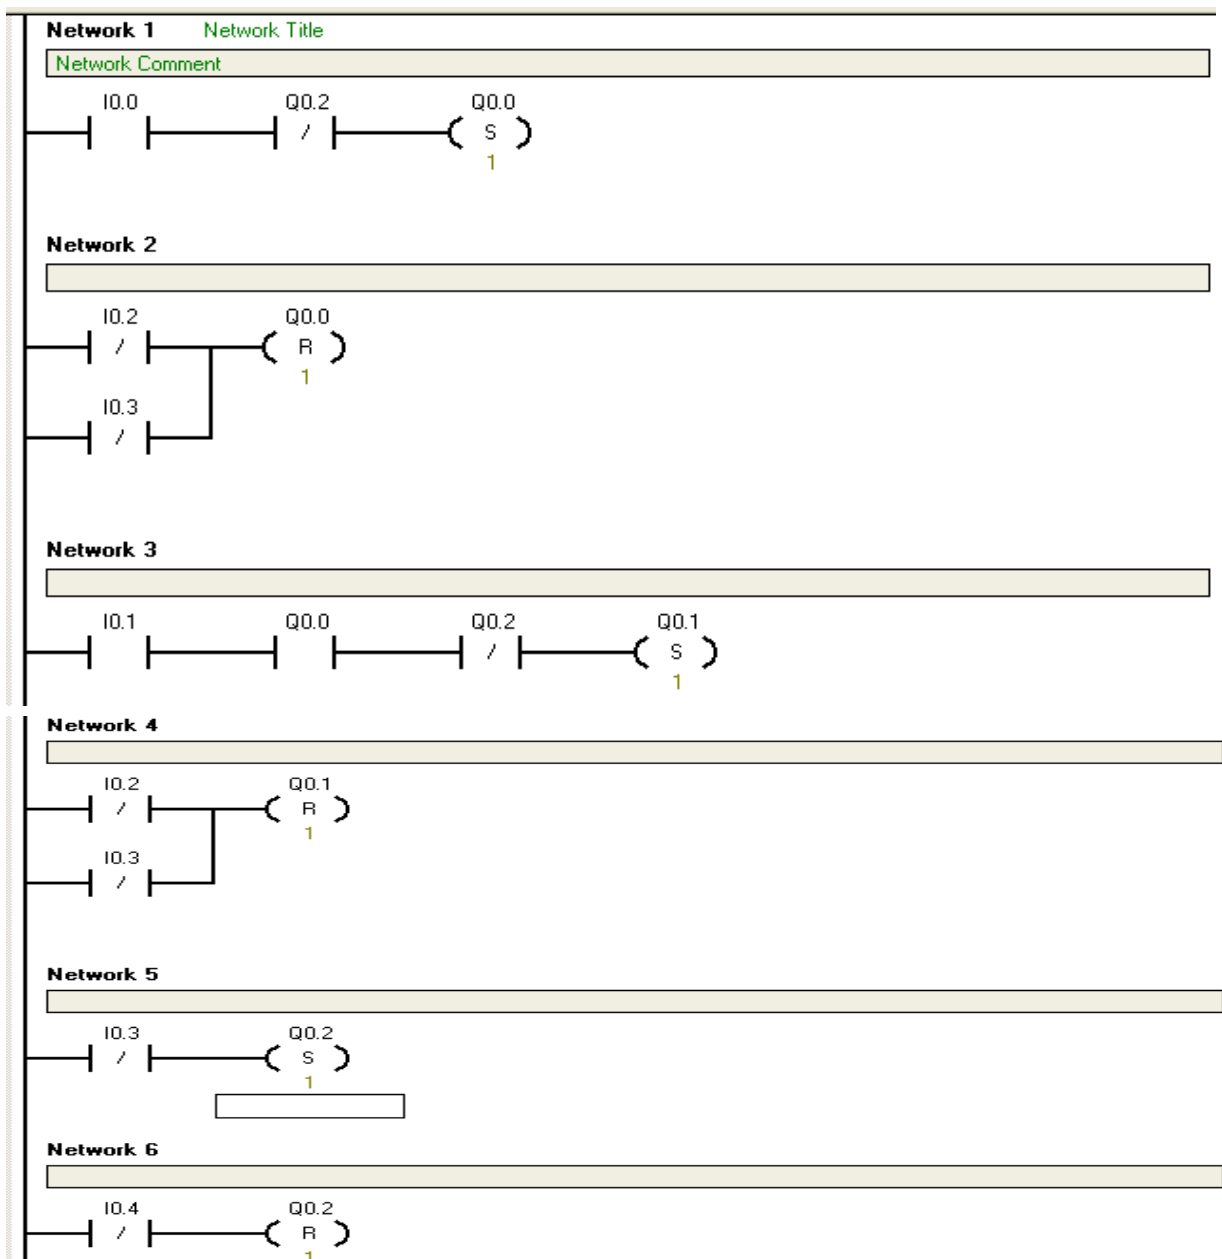 Network 1 Network Title
Network Comment
I0.0 Q0.2 Q0.0
/ S
1
Network 2
I0.2 Q0.0
/ R
1
I0.3
/
Network 3
I0.1 Q0.0 Q0.2 Q0.1
/ S
1
Network 4
I0.2 Q0.1
/ R
1
I0.3
/
Network 5
I0.3 Q0.2
/ S
1
Network 6
I0.4 Q0.2
/ R
1